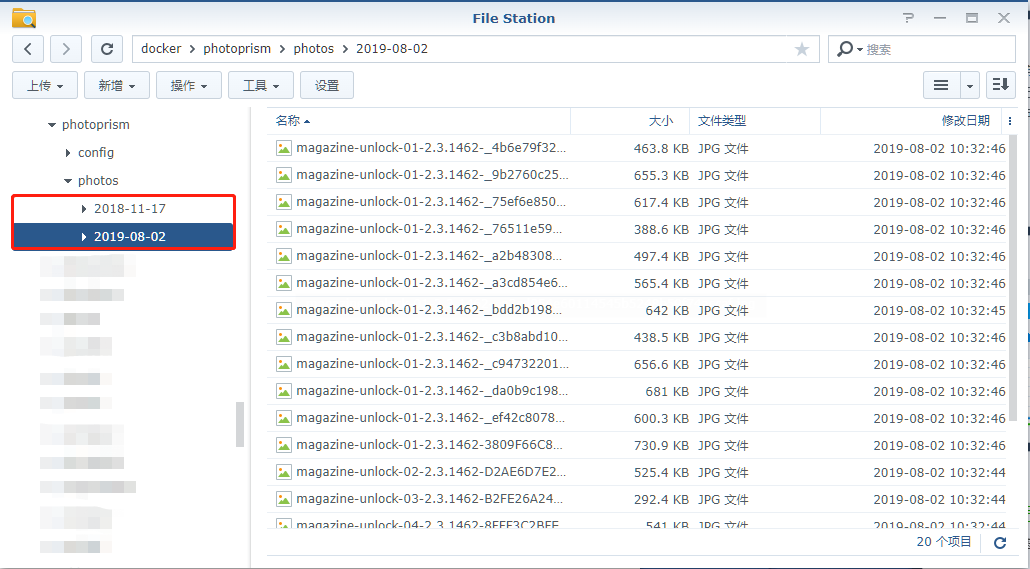 File Station
docker > photoprism > photos > 2019-08-02
搜索
上传 新增 操作 工具 设置
photoprism
config
photos
2018-11-17
2019-08-02
名称 大小 文件类型 修改日期
magazine-unlock-01-2.3.1462-_4b6e79f32... 463.8 KB JPG 文件 2019-08-02 10:32:46
magazine-unlock-01-2.3.1462-_9b2760c25... 655.3 KB JPG 文件 2019-08-02 10:32:46
magazine-unlock-01-2.3.1462-_75ef6e850... 617.4 KB JPG 文件 2019-08-02 10:32:46
magazine-unlock-01-2.3.1462-_76511e59... 388.6 KB JPG 文件 2019-08-02 10:32:46
magazine-unlock-01-2.3.1462-_a2b48308... 497.4 KB JPG 文件 2019-08-02 10:32:46
magazine-unlock-01-2.3.1462-_a3cd854e6... 565.4 KB JPG 文件 2019-08-02 10:32:46
magazine-unlock-01-2.3.1462-_bdd2b198... 642 KB JPG 文件 2019-08-02 10:32:45
magazine-unlock-01-2.3.1462-_c3b8abd10... 438.5 KB JPG 文件 2019-08-02 10:32:46
magazine-unlock-01-2.3.1462-_c94732201... 656.6 KB JPG 文件 2019-08-02 10:32:46
magazine-unlock-01-2.3.1462-_da0b9c198... 681 KB JPG 文件 2019-08-02 10:32:46
magazine-unlock-01-2.3.1462-_ef42c8078... 600.3 KB JPG 文件 2019-08-02 10:32:46
magazine-unlock-01-2.3.1462-3809F66C8... 730.9 KB JPG 文件 2019-08-02 10:32:46
magazine-unlock-02-2.3.1462-D2AE6D7E2... 525.4 KB JPG 文件 2019-08-02 10:32:44
magazine-unlock-03-2.3.1462-B2FE26A24... 292.4 KB JPG 文件 2019-08-02 10:32:44
magazine-unlock-04-2.3.1462-8FFF3C2BFF... 541 KB JPG 文件 2019-08-02 10:32:44
20 个项目